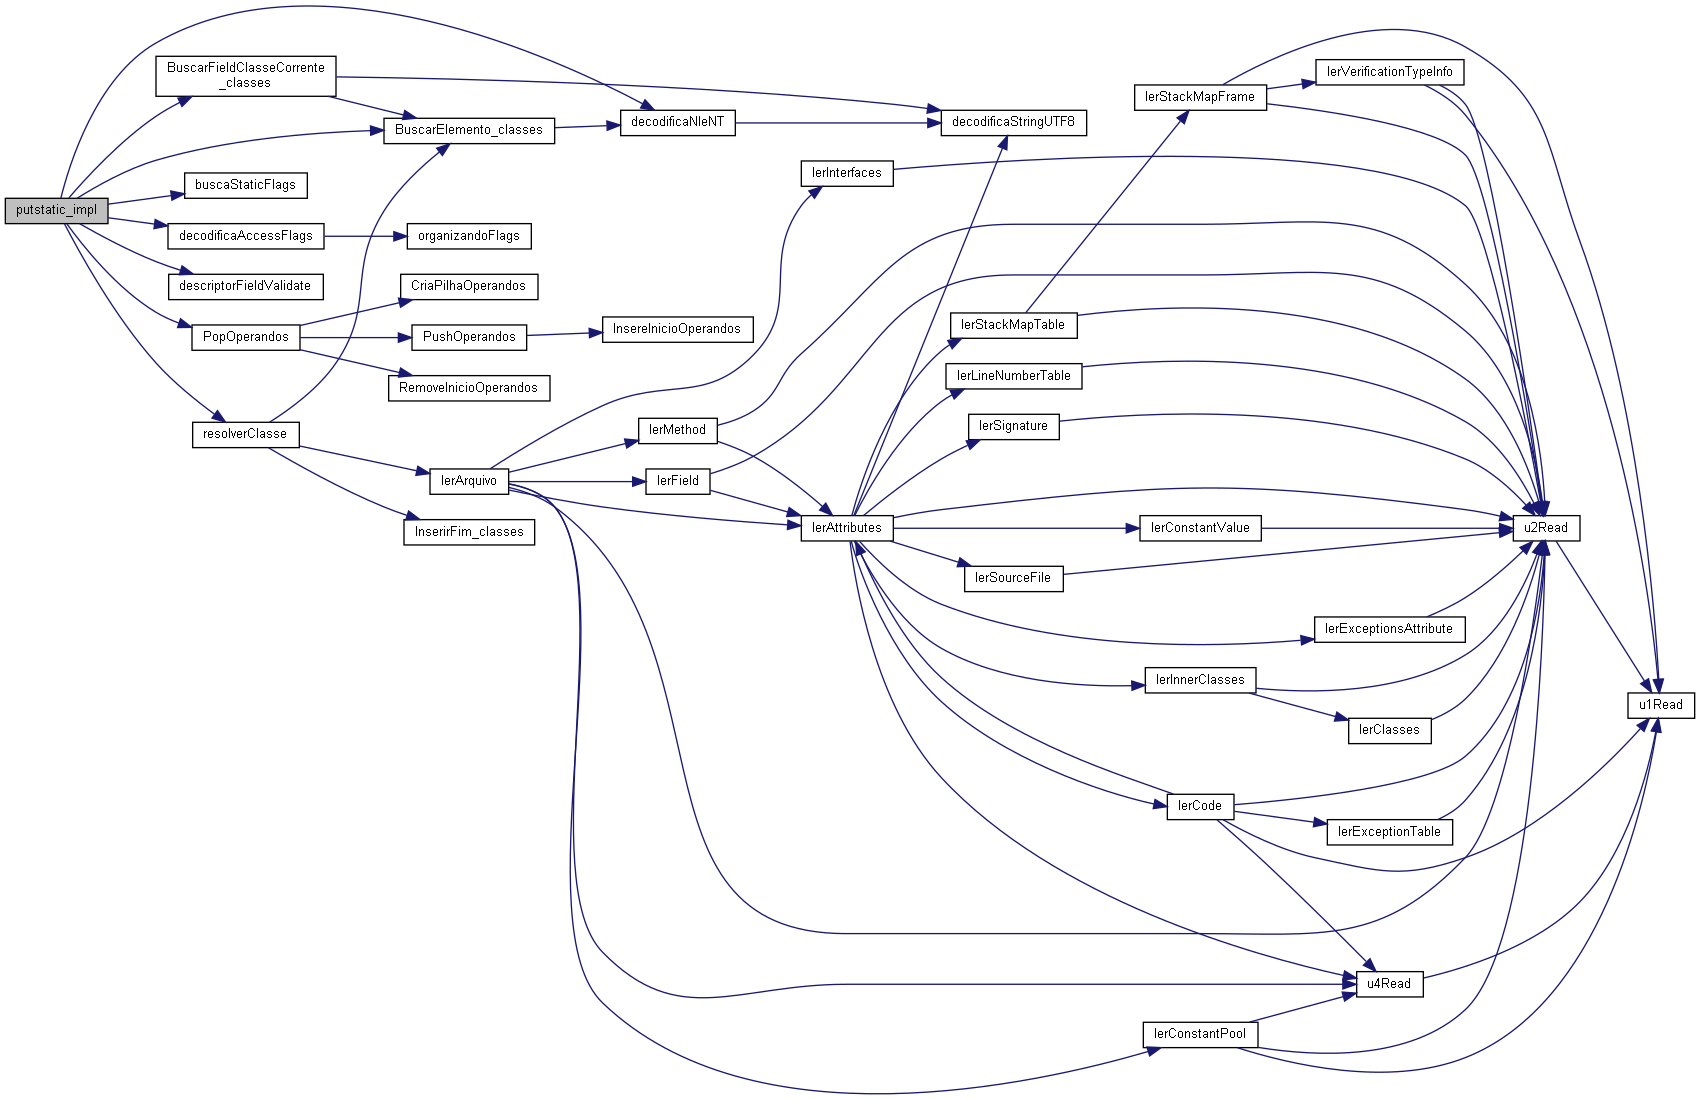 putstatic_impl
BuscarFieldClasseCorrente
_classes
BuscarElemento_classes
buscaStaticFlags
decodificaAccessFlags
organizandoFlags
descriptorFieldValidate
PopOperandos
CriaPilhaOperandos
PushOperandos
RemoveInicioOperandos
InsereInicioOperandos
resolverClasse
lerArquivo
InserirFim_classes
decodificaNIeNT
decodificaStringUTF8
lerInterfaces
lerMethod
lerField
lerAttributes
lerStackMapTable
lerLineNumberTable
lerSignature
lerConstantValue
lerSourceFile
lerStackMapFrame
lerVerificationTypeInfo
lerExceptionsAttribute
lerInnerClasses
lerClasses
lerCode
lerExceptionTable
u2Read
u1Read
u4Read
lerConstantPool